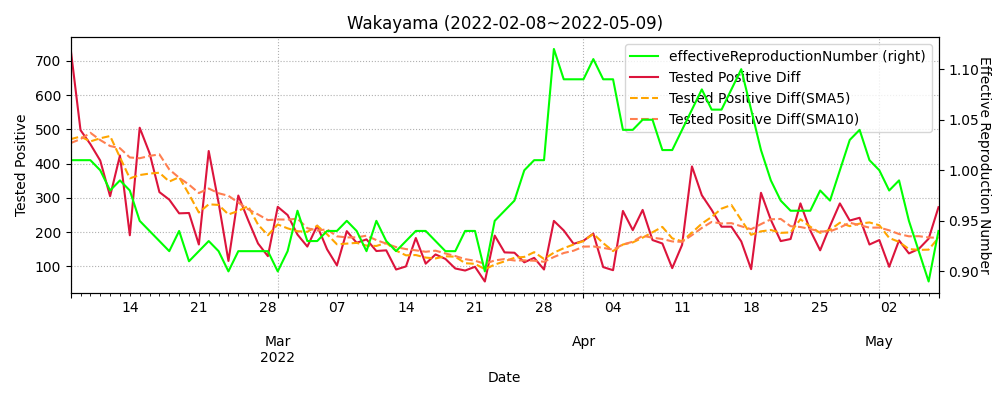 Wakayama (2022-02-08~2022-05-09)
effectiveReproductionNumber (right)
Tested Positive Diff
Tested Positive Diff(SMA5)
Tested Positive Diff(SMA10)
Tested Positive
700
600
500
400
300
200
100
1.10
1.05
1.00
0.95
0.90
Effective Reproduction Number
14 21 28 07 14 21 28 04 11 18 25 02
Mar Apr May
2022
Date